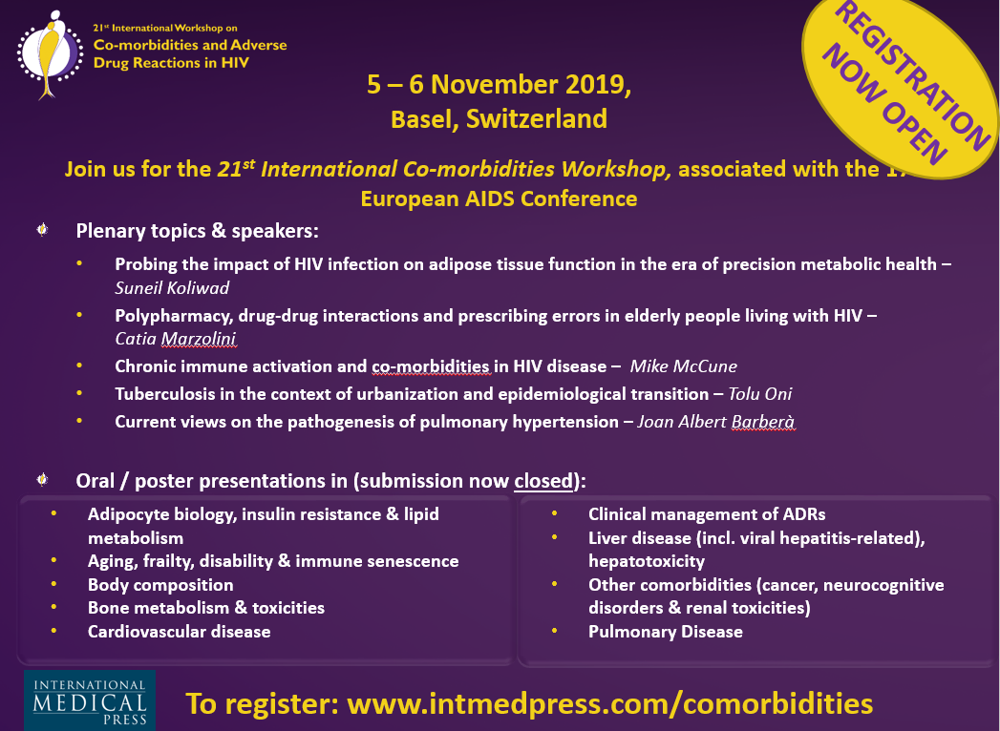 21st International Workshop on
Co-morbidities and Adverse
Drug Reactions in HIV
REGISTRATION
NOW OPEN
5 – 6 November 2019,
Basel, Switzerland
Join us for the 21st International Co-morbidities Workshop, associated with the
European AIDS Conference
Plenary topics & speakers:
• Probing the impact of HIV infection on adipose tissue function in the era of precision metabolic health –
Suneil Koliwad
• Polypharmacy, drug-drug interactions and prescribing errors in elderly people living with HIV –
Catia Marzolini
• Chronic immune activation and co-morbidities in HIV disease – Mike McCune
• Tuberculosis in the context of urbanization and epidemiological transition – Tolu Oni
• Current views on the pathogenesis of pulmonary hypertension – Joan Albert Barberà
Oral / poster presentations in (submission now closed):
• Adipocyte biology, insulin resistance & lipid
metabolism
• Aging, frailty, disability & immune senescence
• Body composition
• Bone metabolism & toxicities
• Cardiovascular disease
• Clinical management of ADRs
• Liver disease (incl. viral hepatitis-related),
hepatotoxicity
• Other comorbidities (cancer, neurocognitive
disorders & renal toxicities)
• Pulmonary Disease
INTERNATIONAL
MEDICAL
PRESS
To register: www.intmedpress.com/comorbidities